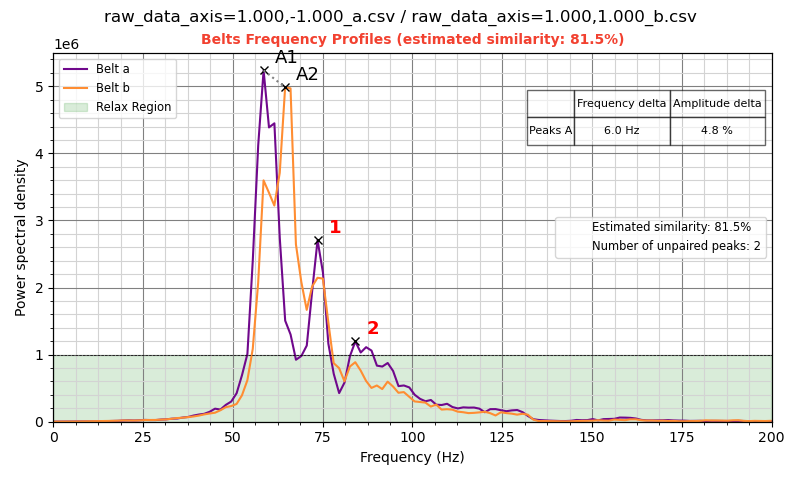 raw_data_axis=1.000,-1.000_a.csv / raw_data_axis=1.000,1.000_b.csv
Belts Frequency Profiles (estimated similarity: 81.5%)
1e6
Belt a
Belt b
Relax Region
A1
A2
Frequency delta Amplitude delta
Peaks A 6.0 Hz 4.8 %
1
2
Estimated similarity: 81.5%
Number of unpaired peaks: 2
Power spectral density
5
4
3
2
1
0
0 25 50 75 100 125 150 175 200
Frequency (Hz)